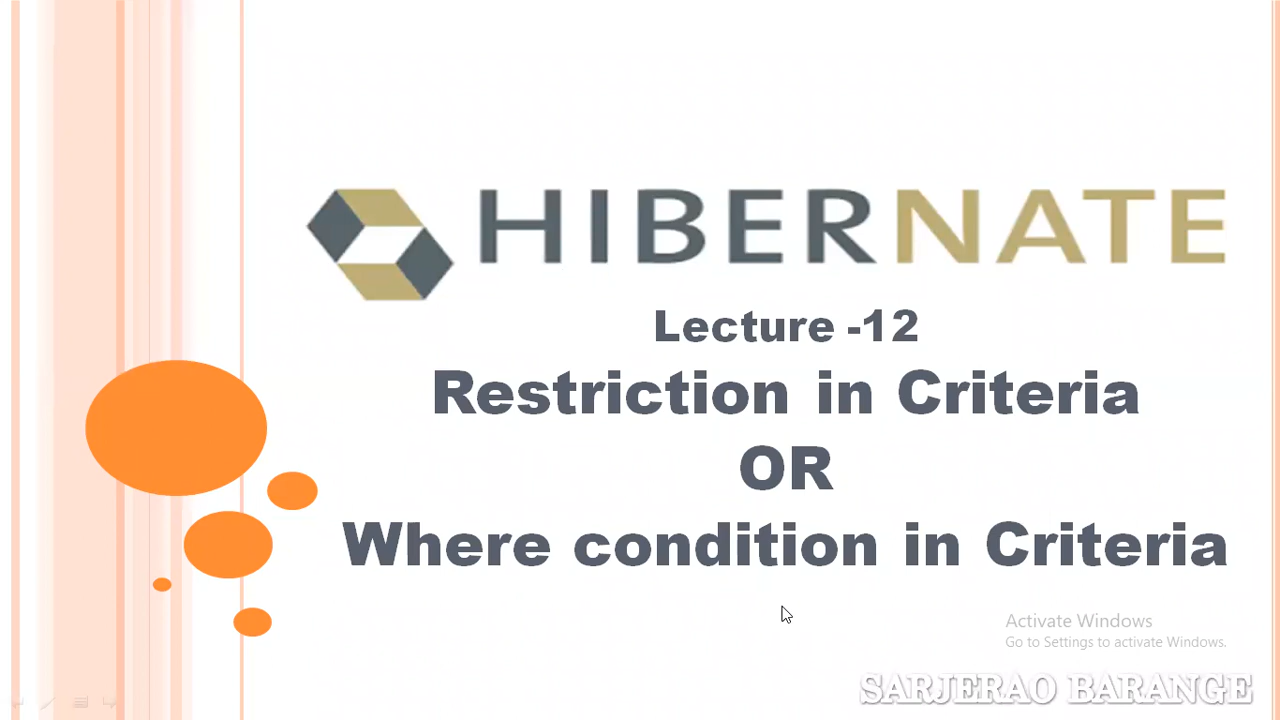 HIBERNATE
Lecture -12
Restriction in Criteria
OR
Where condition in Criteria
Activate Windows
Go to Settings to activate Windows.
SARJERAO BARANGE